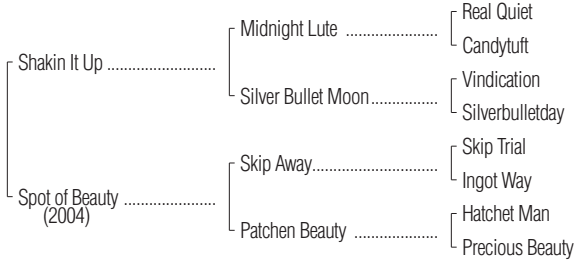 Real Quiet
Midnight Lute ......................
Candytuft
Shakin It Up ..........................
Vindication
Silver Bullet Moon................
Silverbulletday
Skip Trial
Skip Away..............................
Ingot Way
Spot of Beauty ......................
(2004)
Hatchet Man
Patchen Beauty ....................
Precious Beauty